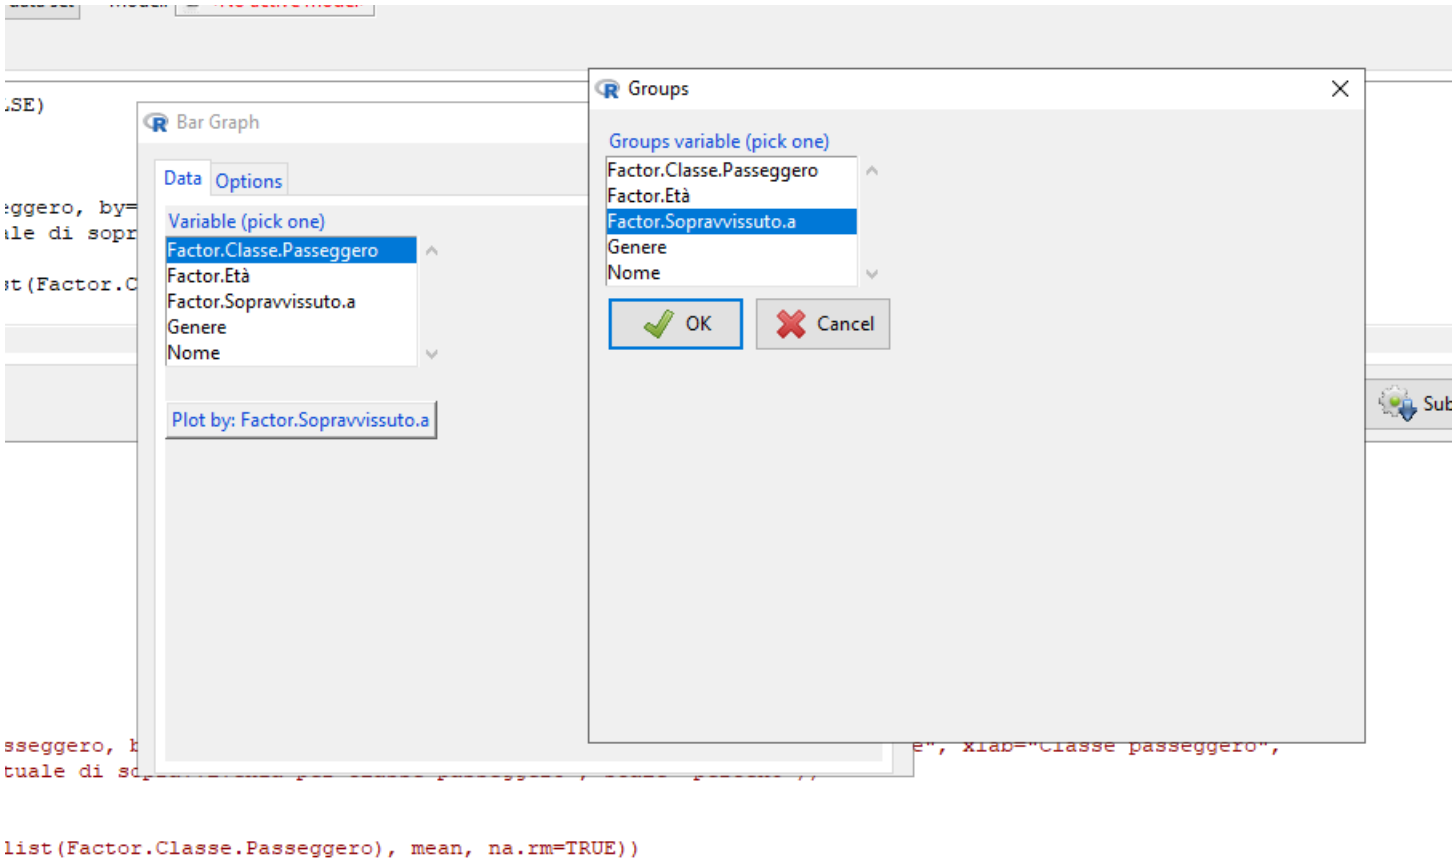 Groups
LSE)
Bar Graph
Groups variable (pick one)
Factor.Classe.Passeggero
Factor.Età
Factor.Sopravvissuto.a
Genere
Nome
OK
Cancel
Data
Options
Variable (pick one)
Factor.Classe.Passeggero
Factor.Età
Factor.Sopravvissuto.a
Genere
Nome
Plot by: Factor.Sopravvissuto.a
eggero, by=
ale di sopr
st(Factor.C
Sub
sseggero, b
e", xlab="Classe passeggero",
tuale di
list(Factor.Classe.Passeggero), mean, na.rm=TRUE))